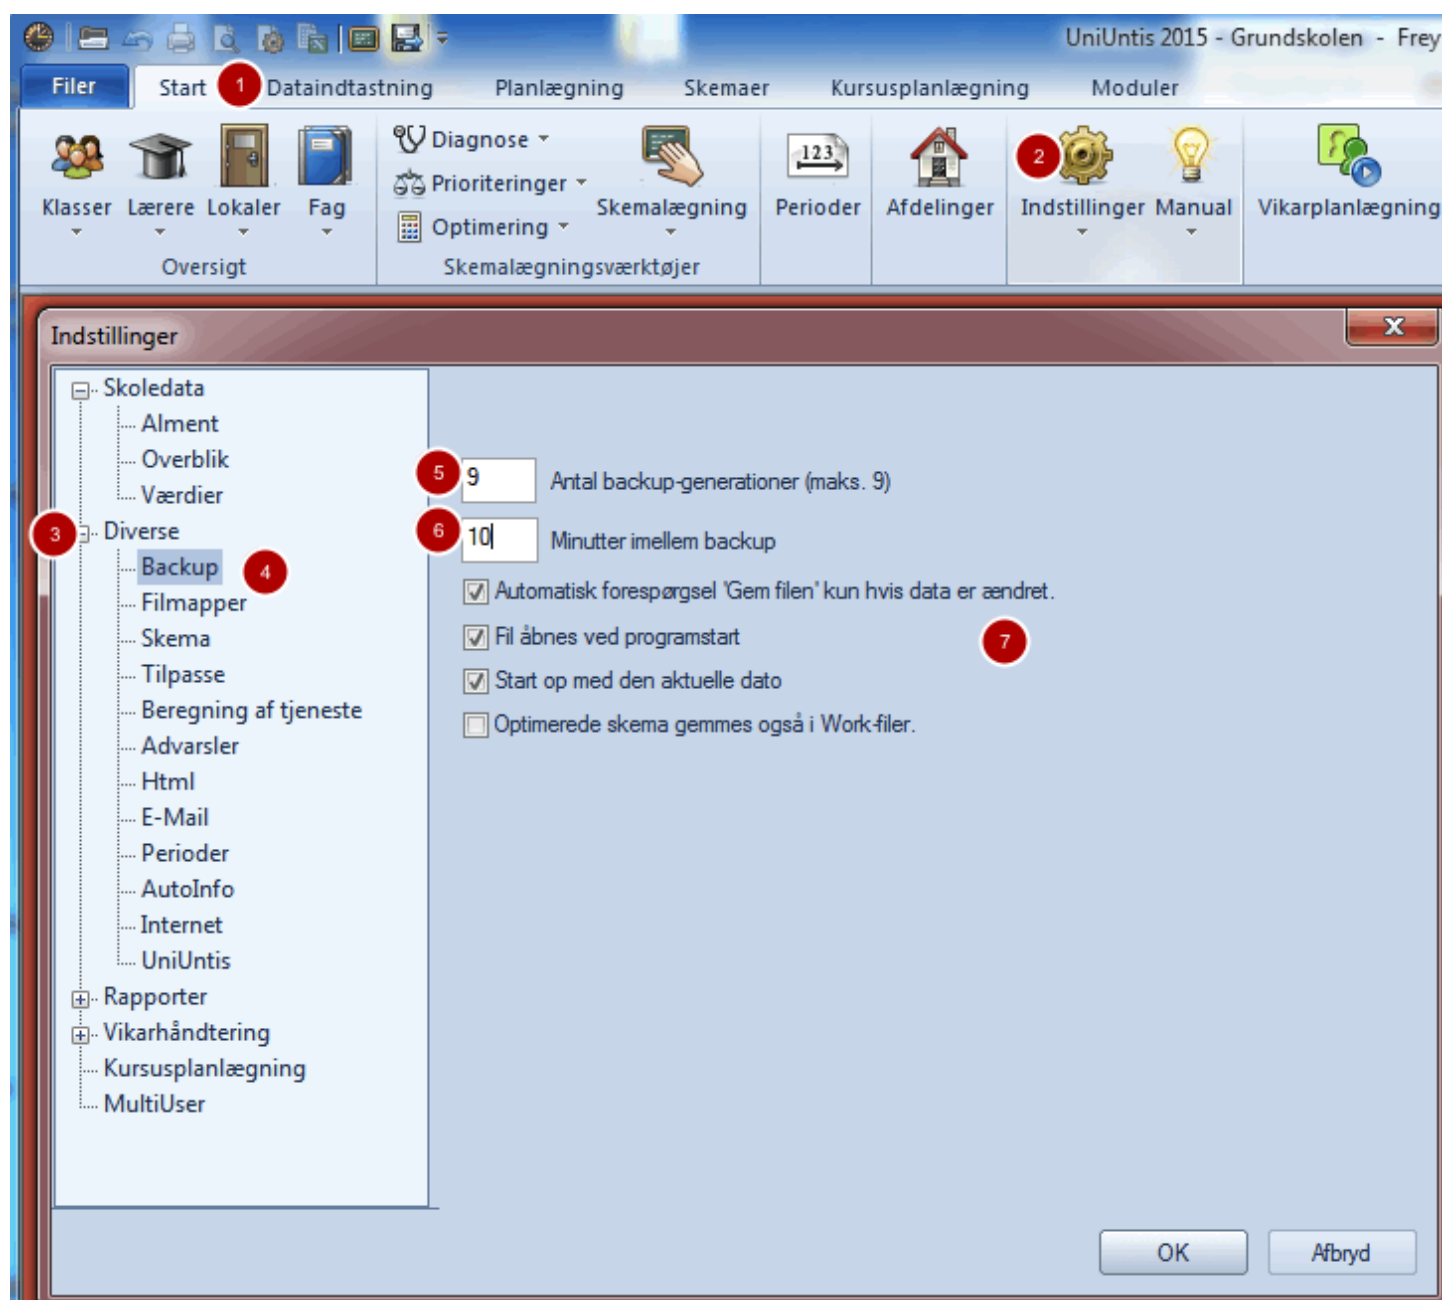 UniUntis 2015 - Grundskolen - Frey
Filer Start 1 Dataindtastning Planlægning Skemaer Kursusplanlægning Moduler
Diagnose
123
2
Prioriteringer
Klasser Lærere Lokaler Fag Skemalægning Perioder Afdelinger Indstillinger Manual Vikarplanlægning
Optimering
Oversigt Skemalægningsværktøjer
Indstillinger
Skoledata
Alment
Overblik
Værdier
3 Diverse
Backup 4
Filmapper
Skema
Tilpasse
Beregning af tjeneste
Advarsler
Html
E-Mail
Perioder
AutoInfo
Internet
UniUntis
Rapporter
Vikarhåndtering
Kursusplanlægning
MultiUser
5 9 Antal backup-generationer (maks. 9)
6 10 Minutter imellem backup
Automatisk forespørgsel 'Gem filen' kun hvis data er ændret.
Fil åbnes ved programstart 7
Start op med den aktuelle dato
Optimerede skema gemmes også i Work-filer.
OK Afbryd